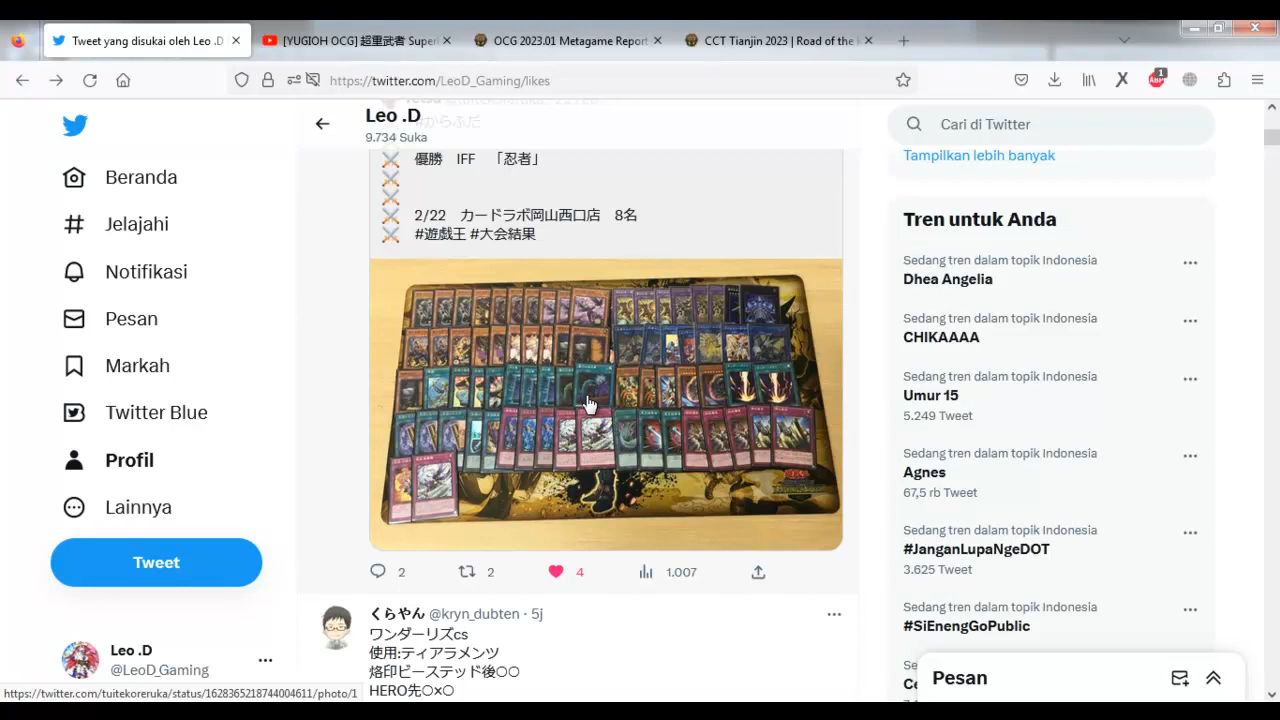 Tweet yang disukai oleh Leo .D
[YUGIOH OCG] 超重武者 Super
OCG 2023.01 Metagame Report
CCT Tianjin 2023 | Road of the
https://twitter.com/LeoD_Gaming/likes
1
Leo .D
9.734 Suka
#からふだ
Cari di Twitter
Tampilkan lebih banyak
Beranda
Jelajahi
Notifikasi
Pesan
Markah
Twitter Blue
Profil
Lainnya
Tweet
Leo .D
@LeoD_Gaming
優勝 IFF 「忍者」
2/22 カードラボ岡山西口店 8名
#遊戯王 #大会結果
2
2
4
1.007
くらやん @kryn_dubten · 5j
ワンダーリズcs
使用:ティアラメンツ
烙印ビーステッド後○○
HERO先○×○
Tren untuk Anda
Sedang tren dalam topik Indonesia
Dhea Angelia
Sedang tren dalam topik Indonesia
CHIKAAAA
Sedang tren dalam topik Indonesia
Umur 15
5.249 Tweet
Sedang tren dalam topik Indonesia
Agnes
67,5 rb Tweet
Sedang tren dalam topik Indonesia
#JanganLupaNgeDOT
3.625 Tweet
Sedang tren dalam topik Indonesia
#SiEnengGoPublic
Pesan
https://twitter.com/tuitekoreruka/status/1628365218744004611/photo/1